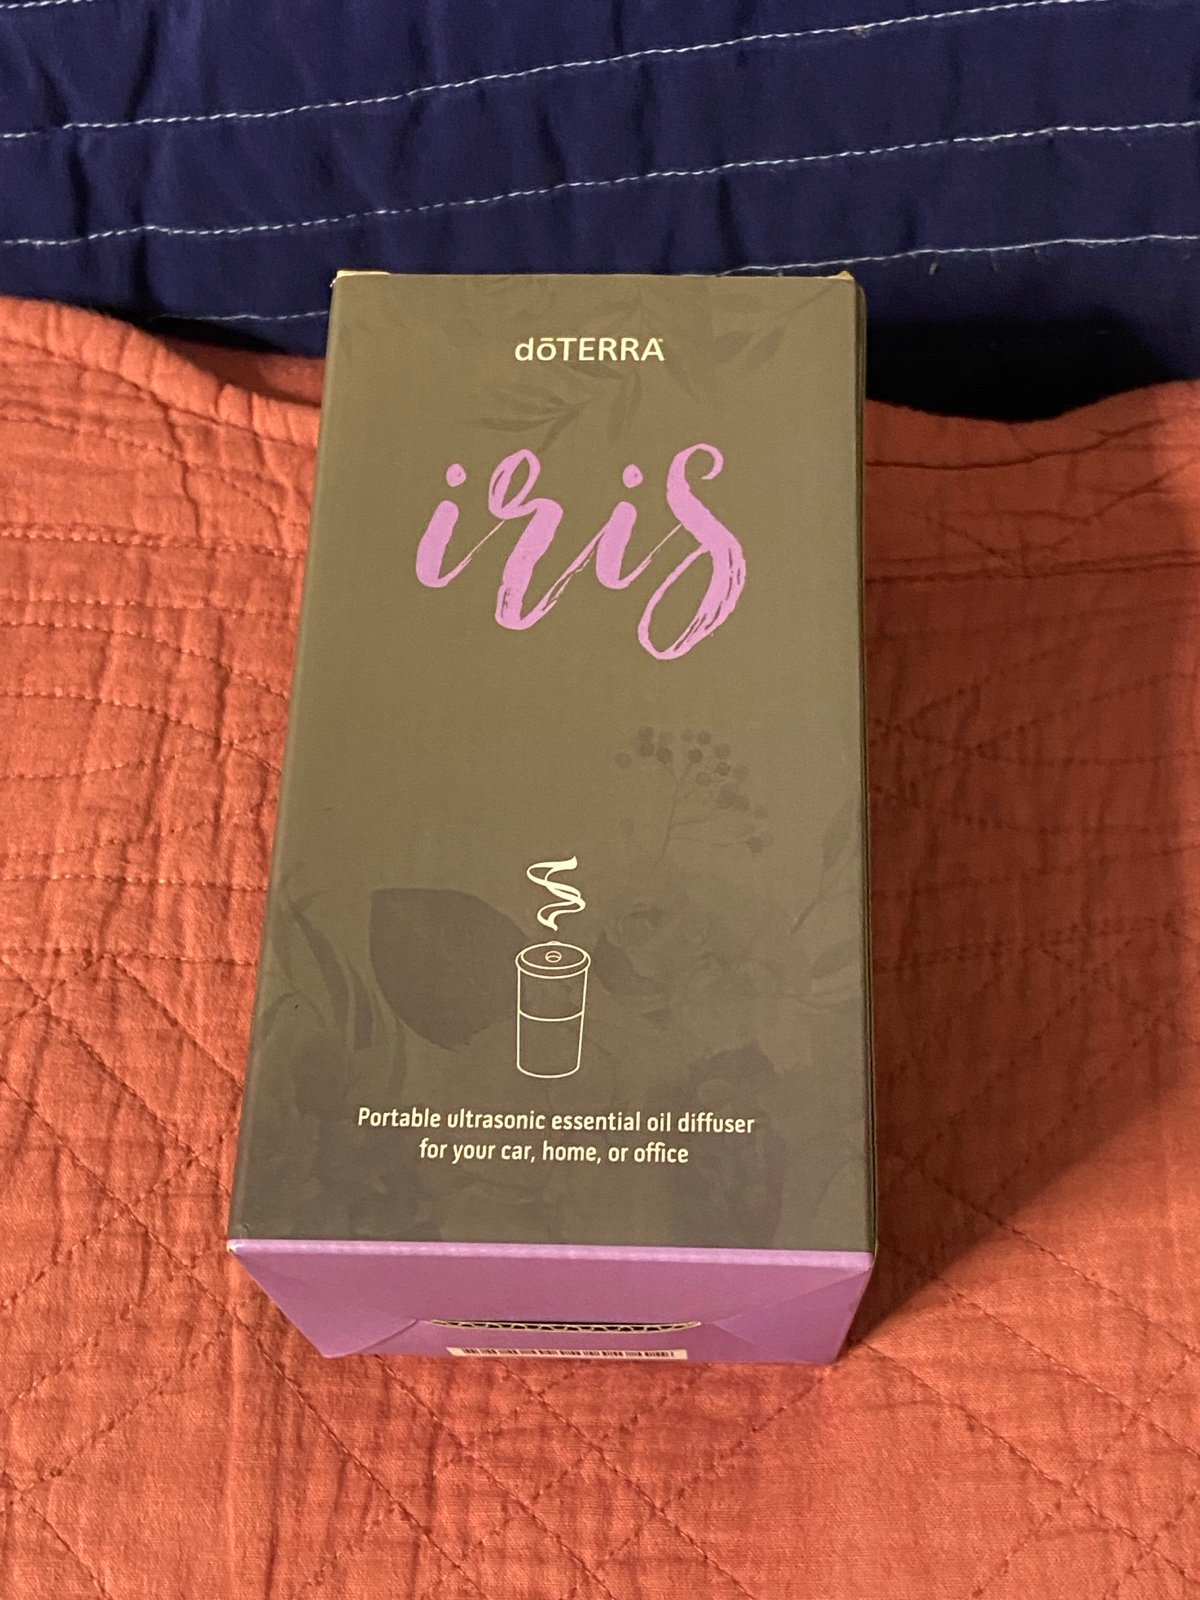 dōTERRA
iris
Portable ultrasonic essential oil diffuser
for your car, home, or office